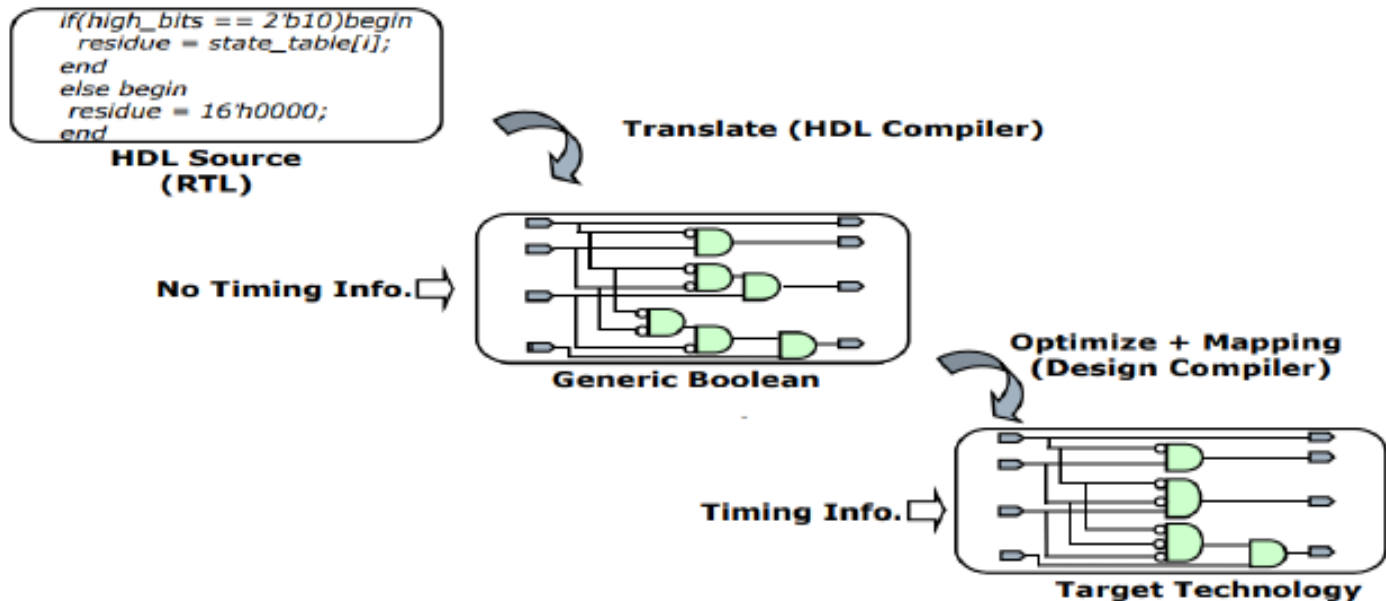 if(high_bits == 2'b10)begin
residue = state_table[i];
end
else begin
residue = 16'h0000;
end
HDL Source
(RTL)
Translate (HDL Compiler)
No Timing Info.
Generic Boolean
Optimize + Mapping
(Design Compiler)
Timing Info.
Target Technology